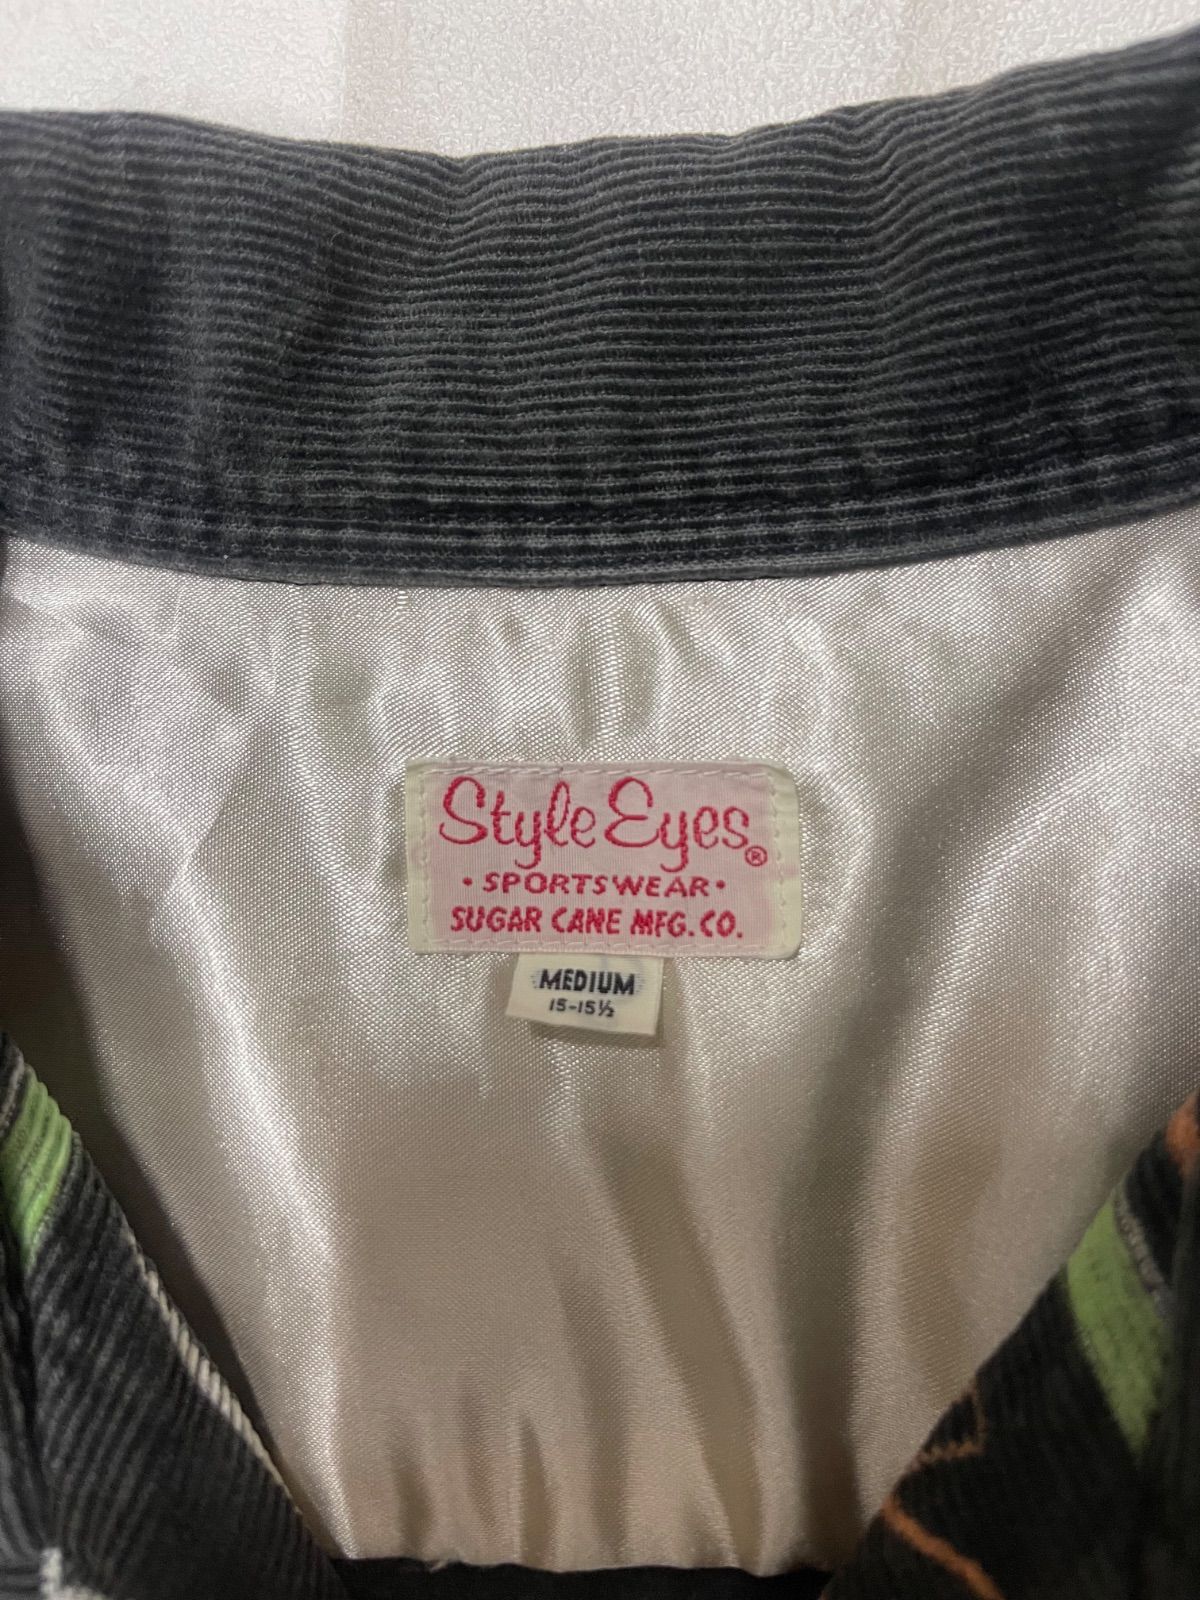 Style Eyes®
• SPORTSWEAR •
SUGAR CANE MFG. CO.
MEDIUM
15-15½